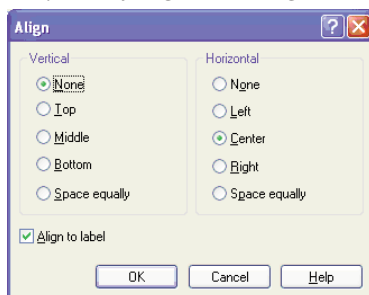 Align
Vertical
None
Top
Middle
Bottom
Space equally
Horizontal
None
Left
Center
Right
Space equally
Align to label
OK Cancel Help